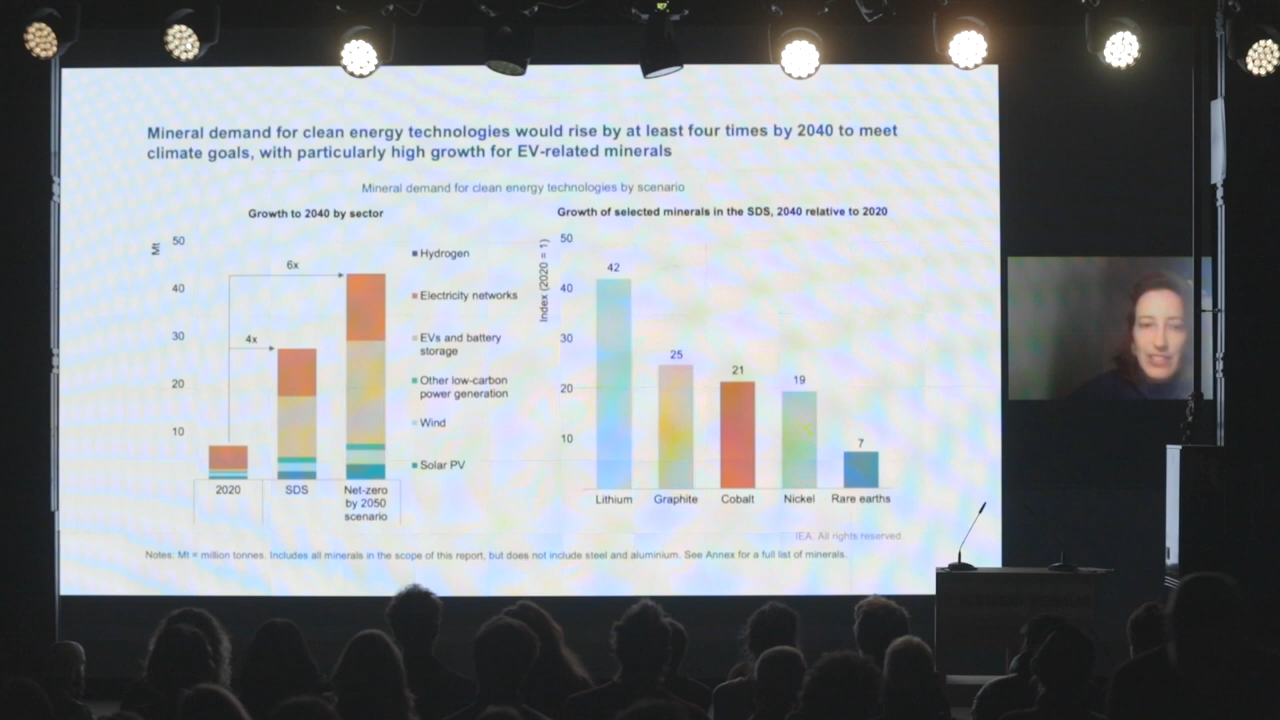 Mineral demand for clean energy technologies would rise by at least four times by 2040 to meet
climate goals, with particularly high growth for EV-related minerals
Mineral demand for clean energy technologies by scenario
Growth to 2040 by sector
Mt
50
40
30
20
10
6x
4x
2020
SDS
Net-zero
by 2050
scenario
Hydrogen
Electricity networks
EVs and battery
storage
Other low-carbon
power generation
Wind
Solar PV
Growth of selected minerals in the SDS, 2040 relative to 2020
Index (2020 = 1)
50
40
30
20
10
42
25
21
19
7
Lithium
Graphite
Cobalt
Nickel
Rare earths
IEA. All rights reserved.
Notes: Mt = million tonnes. Includes all minerals in the scope of this report, but does not include steel and aluminium. See Annex for a full list of minerals.